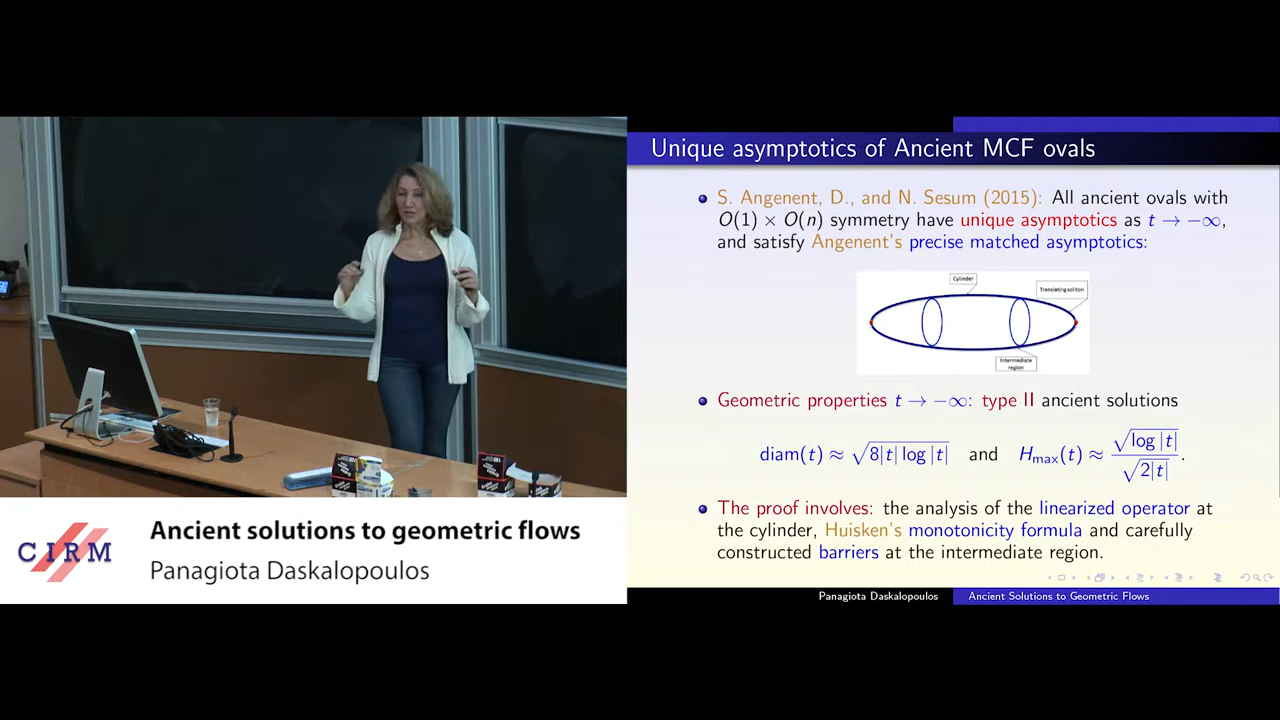 Unique asymptotics of Ancient MCF ovals
S. Angenent, D., and N. Sesum (2015): All ancient ovals with
O(1) × O(n) symmetry have unique asymptotics as t → −∞,
and satisfy Angenent's precise matched asymptotics:
Cylinder
Translating soliton
Intermediate
region
Geometric properties t → −∞: type II ancient solutions
diam(t) ≈ √8|t| log |t| and H_max(t) ≈ √log |t| / √2|t| .
The proof involves: the analysis of the linearized operator at
the cylinder, Huisken's monotonicity formula and carefully
constructed barriers at the intermediate region.
Panagiota Daskalopoulos
Ancient Solutions to Geometric Flows
CIRM
Ancient solutions to geometric flows
Panagiota Daskalopoulos